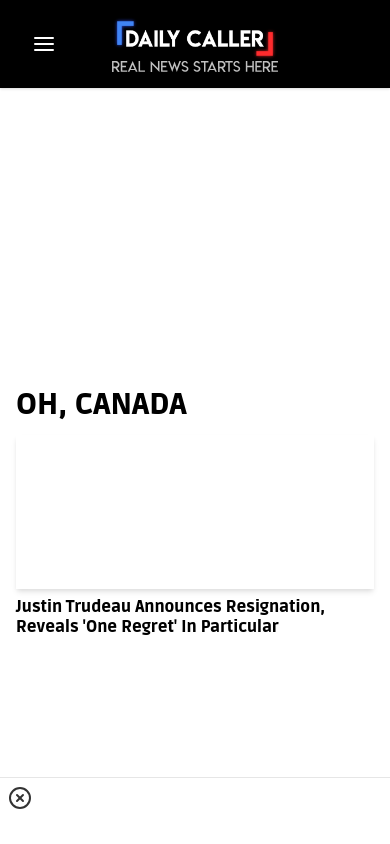 DAILY CALLER
REAL NEWS STARTS HERE
OH, CANADA
Justin Trudeau Announces Resignation,
Reveals 'One Regret' In Particular